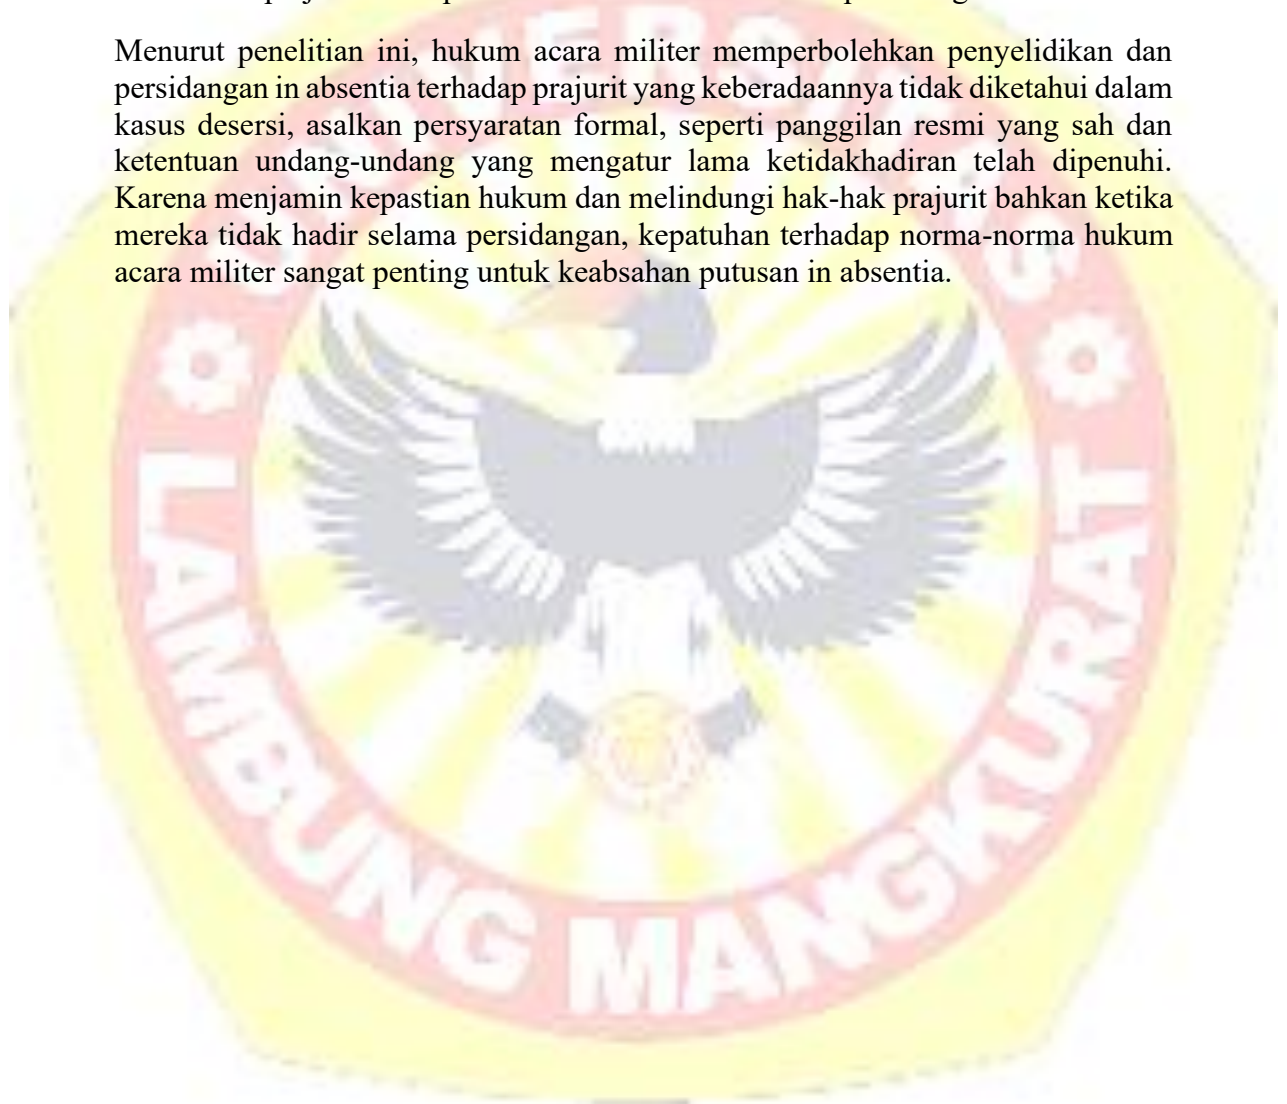 Menurut penelitian ini, hukum acara militer memperbolehkan penyelidikan dan
persidangan in absentia terhadap prajurit yang keberadaannya tidak diketahui dalam
kasus desersi, asalkan persyaratan formal, seperti panggilan resmi yang sah dan
ketentuan undang-undang yang mengatur lama ketidakhadiran telah dipenuhi.
Karena menjamin kepastian hukum dan melindungi hak-hak prajurit bahkan ketika
mereka tidak hadir selama persidangan, kepatuhan terhadap norma-norma hukum
acara militer sangat penting untuk keabsahan putusan in absentia.
UNIVERSITAS
LAMBUNG MANGKURAT